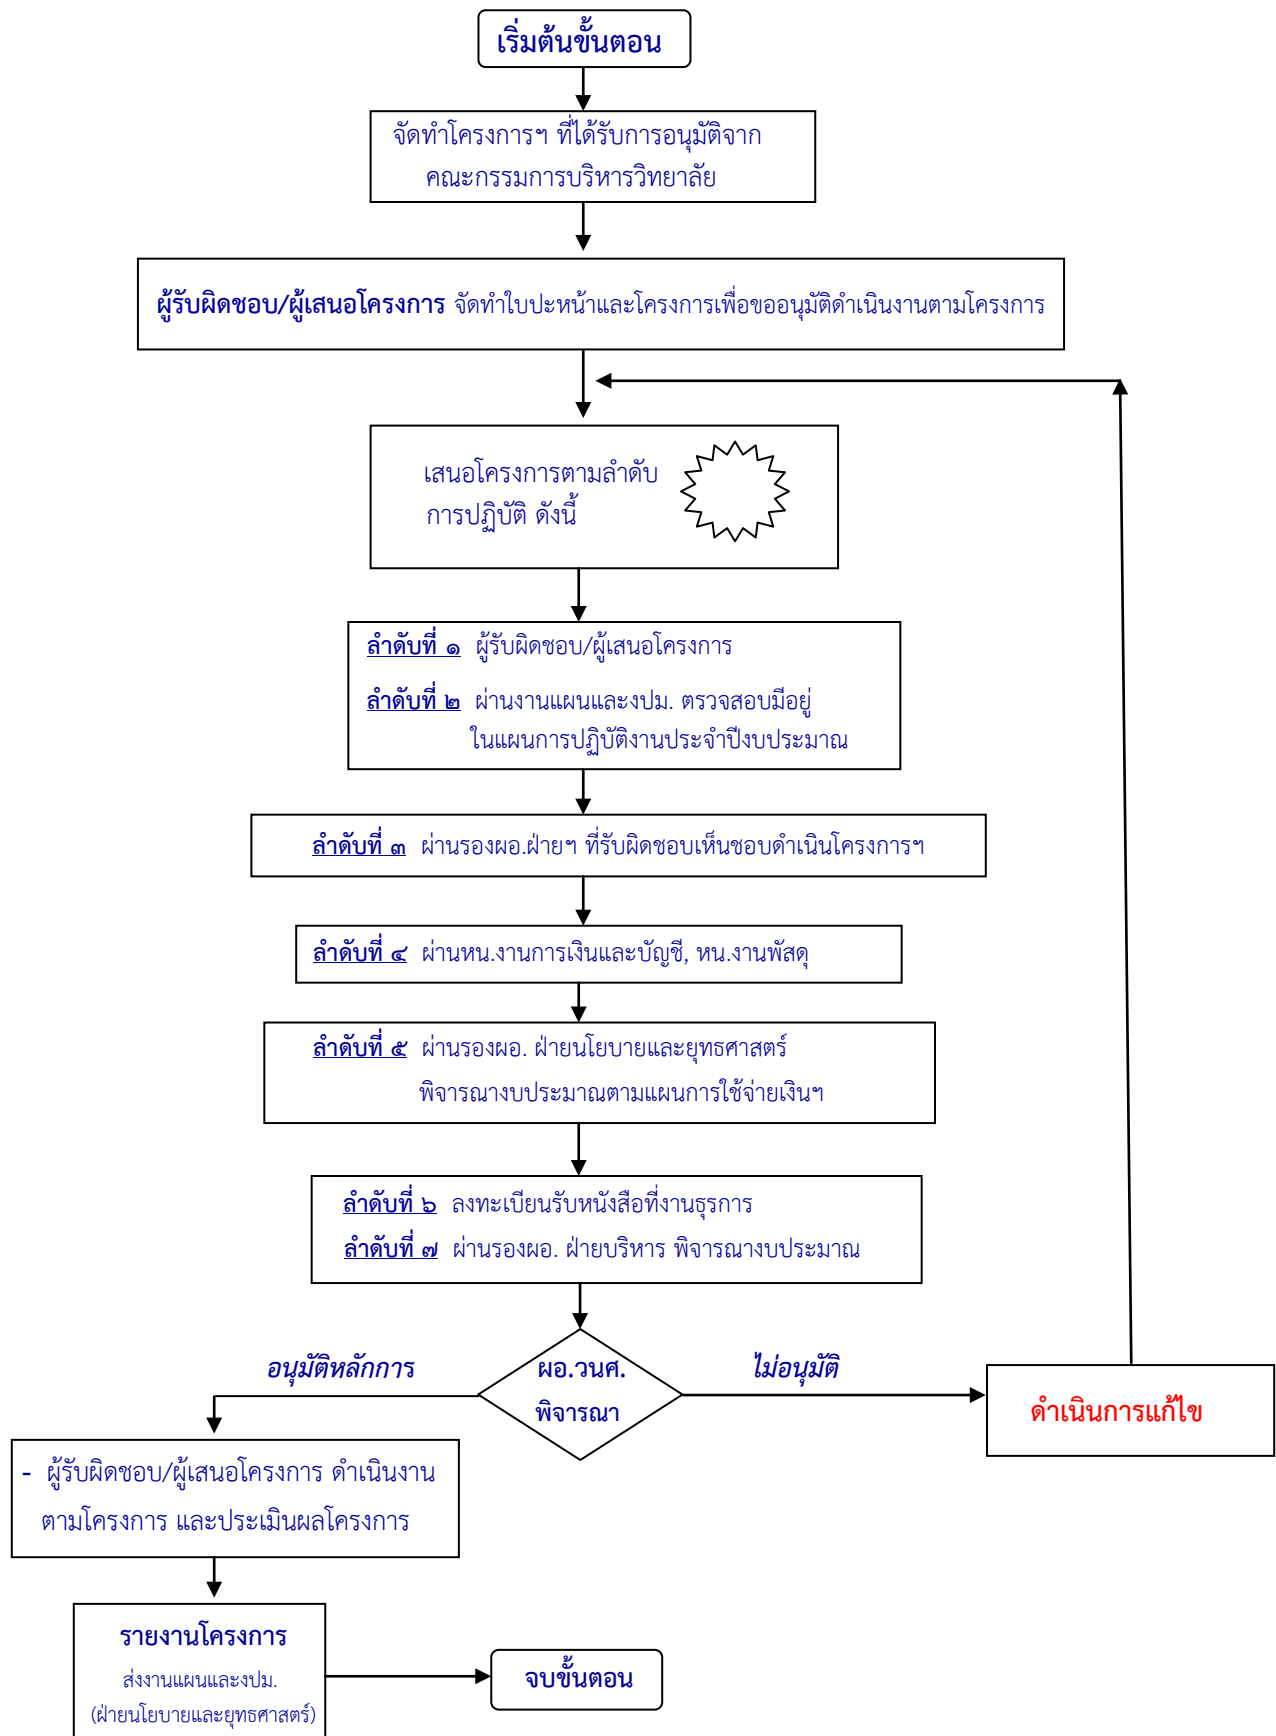 เริ่มต้นขั้นตอน
จัดทำโครงการฯ ที่ได้รับการอนุมัติจาก
คณะกรรมการบริหารวิทยาลัย
ผู้รับผิดชอบ/ผู้เสนอโครงการ จัดทำใบปะหน้าและโครงการเพื่อขออนุมัติดำเนินงานตามโครงการ
เสนอโครงการตามลำดับ
การปฏิบัติ ดังนี้
ลำดับที่ ๑ ผู้รับผิดชอบ/ผู้เสนอโครงการ
ลำดับที่ ๒ ผ่านงานแผนและงปม. ตรวจสอบมีอยู่
ในแผนการปฏิบัติงานประจำปีงบประมาณ
ลำดับที่ ๓ ผ่านรองผอ.ฝ่ายฯ ที่รับผิดชอบเห็นชอบดำเนินโครงการฯ
ลำดับที่ ๔ ผ่านหน.งานการเงินและบัญชี, หน.งานพัสดุ
ลำดับที่ ๕ ผ่านรองผอ. ฝ่ายนโยบายและยุทธศาสตร์
พิจารณางบประมาณตามแผนการใช้จ่ายเงินฯ
ลำดับที่ ๖ ลงทะเบียนรับหนังสือที่งานธุรการ
ลำดับที่ ๗ ผ่านรองผอ. ฝ่ายบริหาร พิจารณางบประมาณ
อนุมัติหลักการ
ผอ.วนศ.
พิจารณา
ไม่อนุมัติ
ดำเนินการแก้ไข
- ผู้รับผิดชอบ/ผู้เสนอโครงการ ดำเนินงาน
ตามโครงการ และประเมินผลโครงการ
รายงานโครงการ
ส่งงานแผนและงปม.
(ฝ่ายนโยบายและยุทธศาสตร์)
จบขั้นตอน